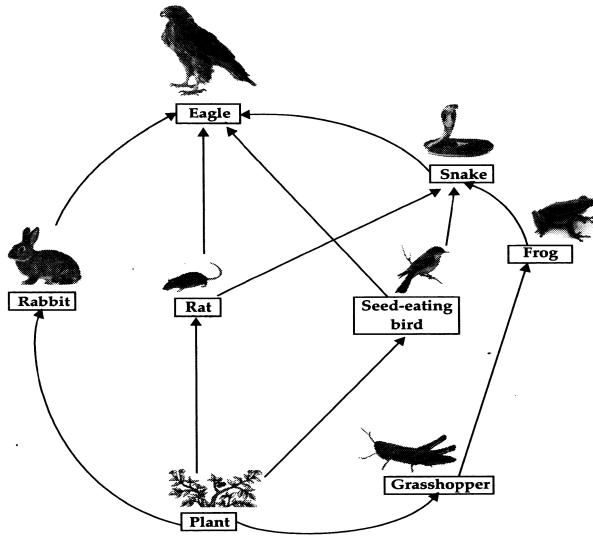 Eagle
Snake
Frog
Rabbit
Rat
Seed-eating
bird
Grasshopper
Plant